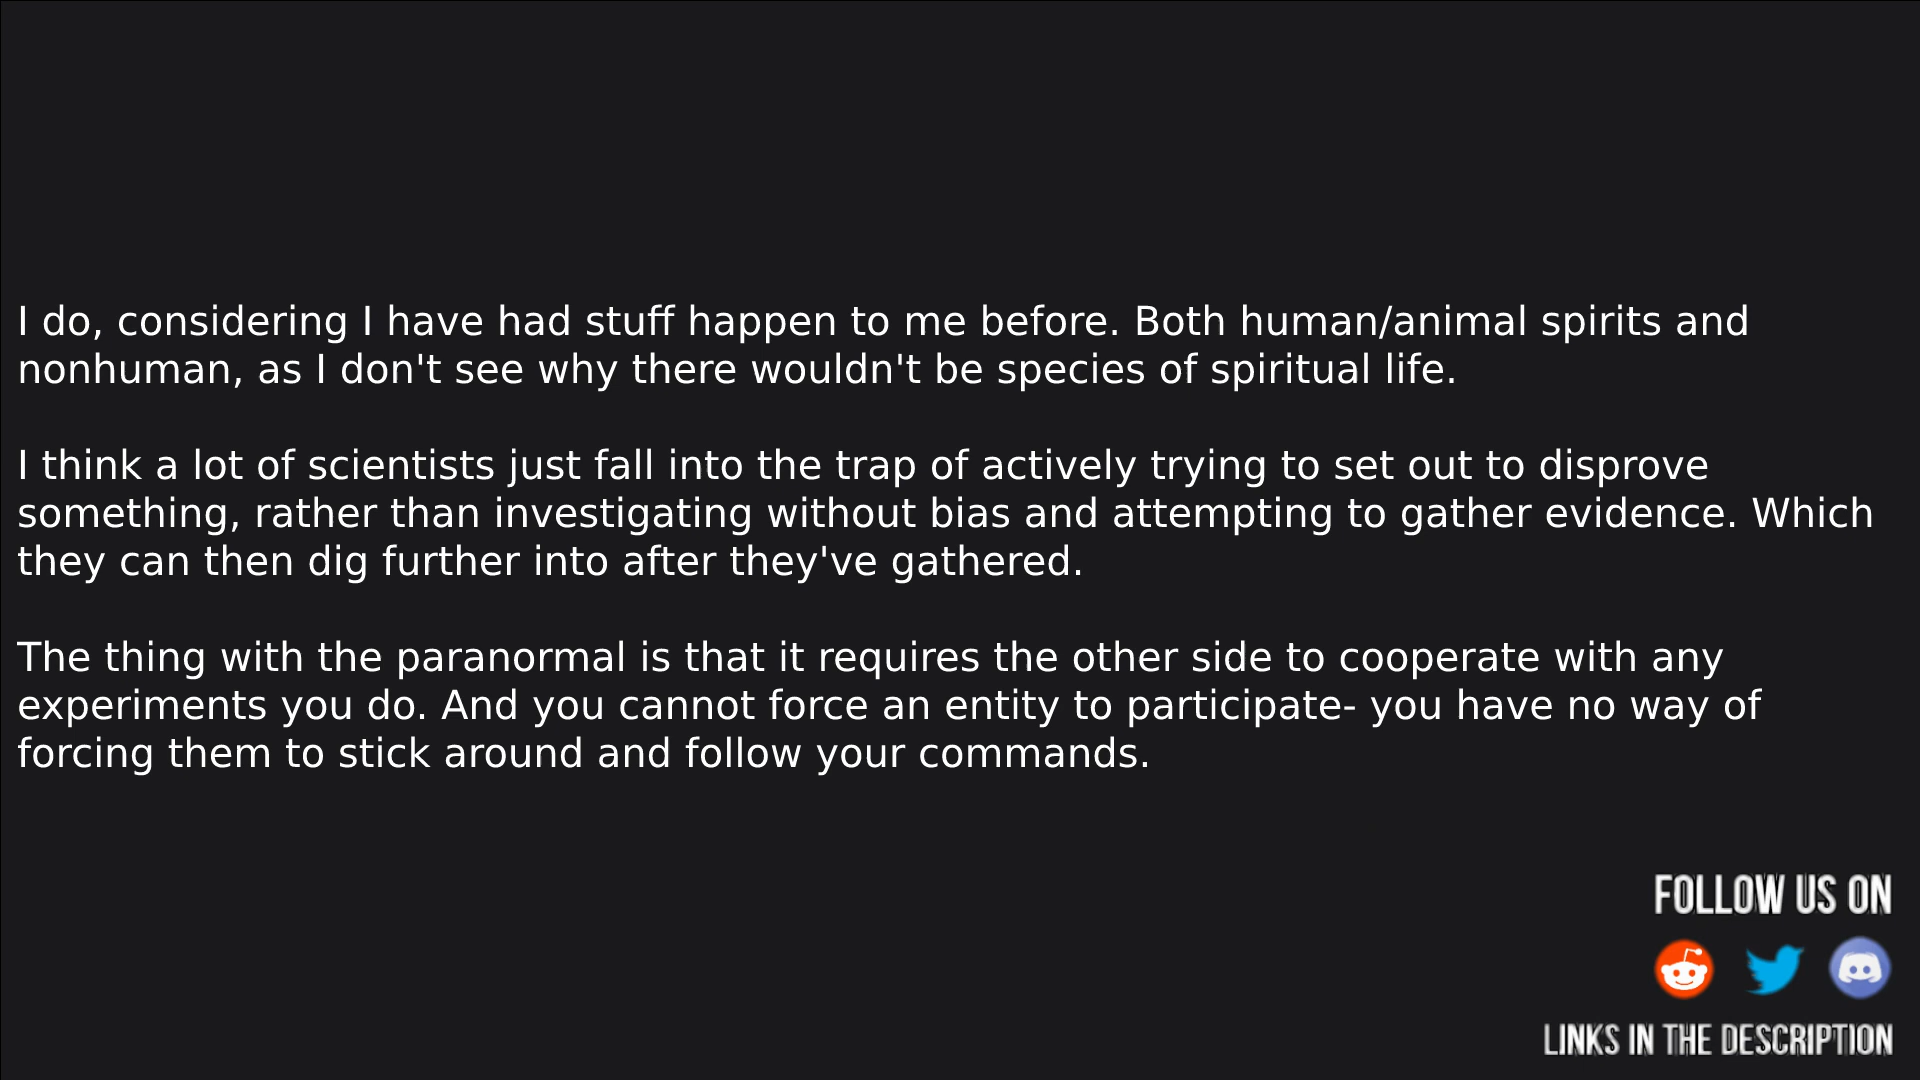 I do, considering I have had stuff happen to me before. Both human/animal spirits and
nonhuman, as I don't see why there wouldn't be species of spiritual life.
I think a lot of scientists just fall into the trap of actively trying to set out to disprove
something, rather than investigating without bias and attempting to gather evidence. Which
they can then dig further into after they've gathered.
The thing with the paranormal is that it requires the other side to cooperate with any
experiments you do. And you cannot force an entity to participate- you have no way of
forcing them to stick around and follow your commands.
FOLLOW US ON
LINKS IN THE DESCRIPTION